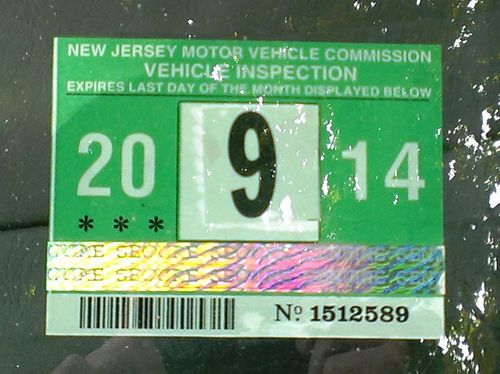 NEW JERSEY MOTOR VEHICLE COMMISSION
VEHICLE INSPECTION
EXPIRES LAST DAY OF THE MONTH DISPLAYED BELOW
20 9 14
* * *
Nº 1512589